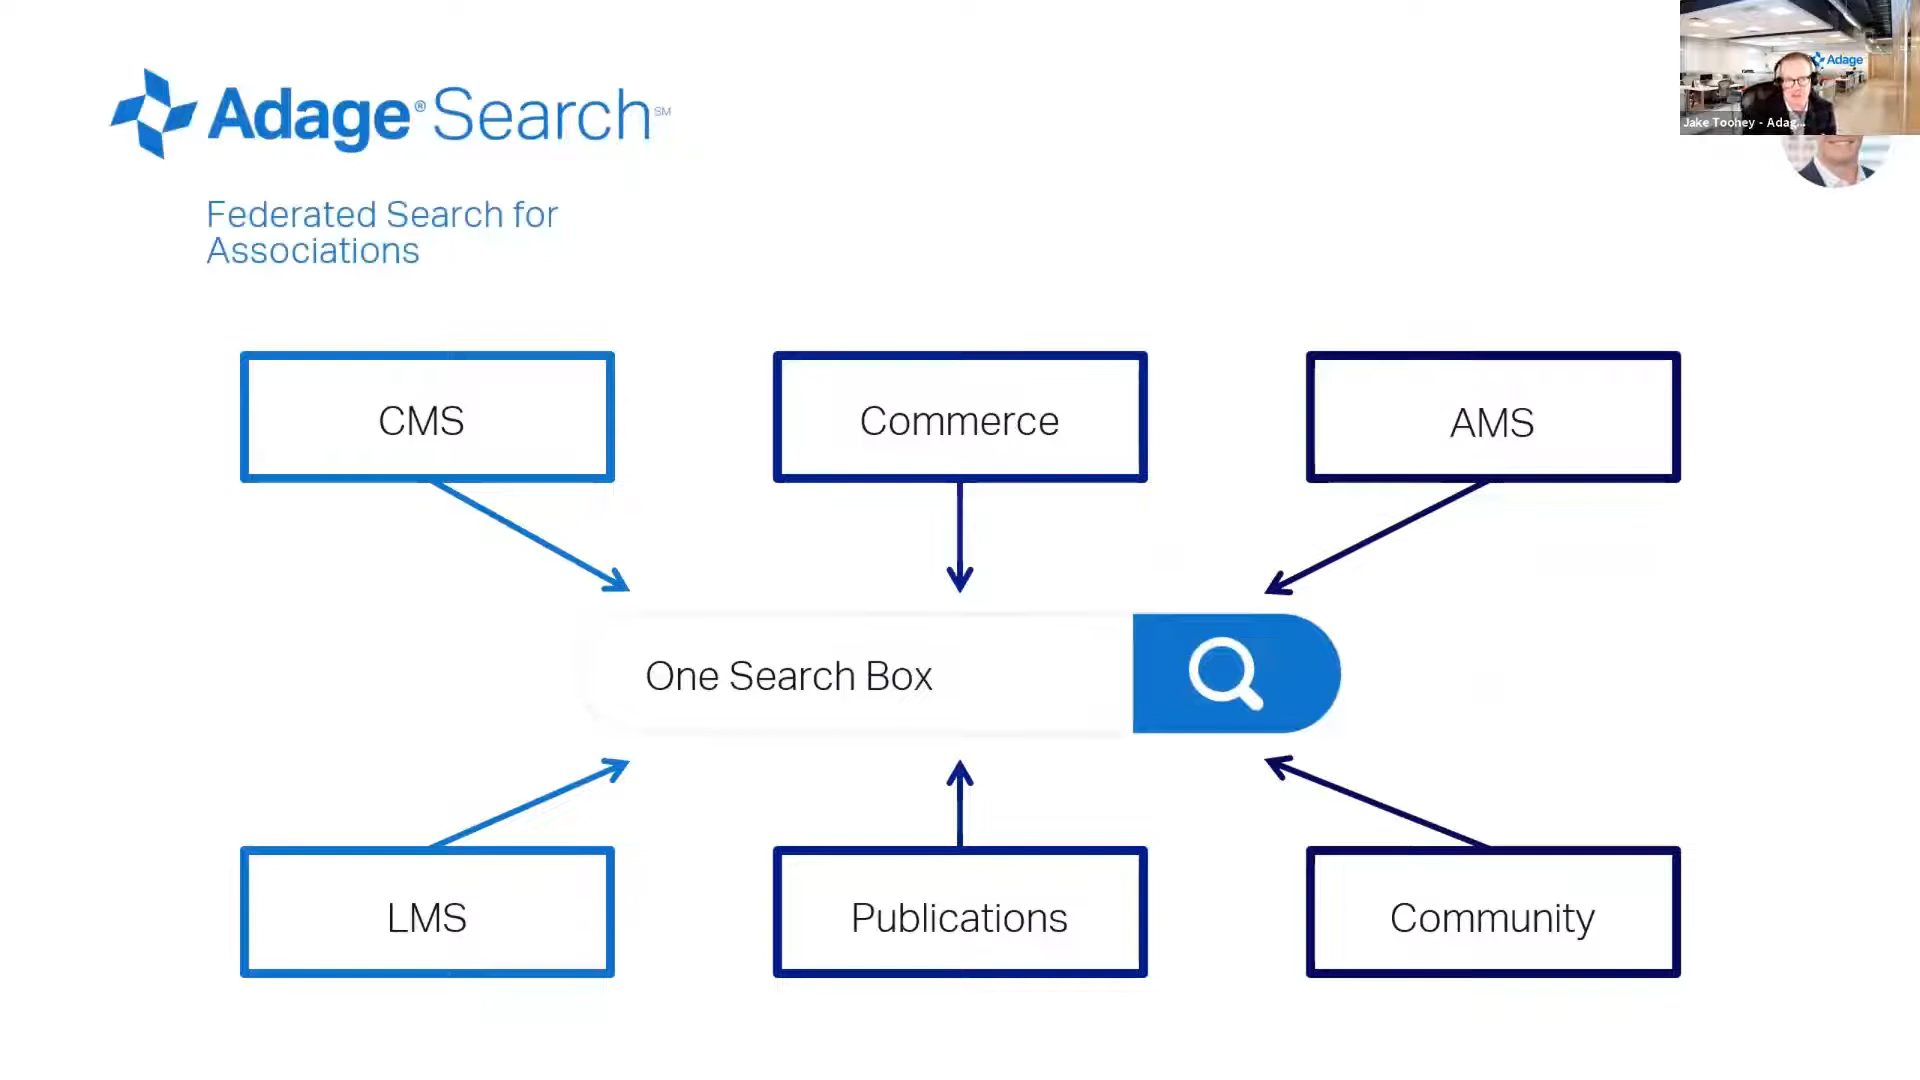 Adage® Search℠
Adage
Jake Toohey - Adag...
Federated Search for
Associations
CMS
Commerce
AMS
One Search Box
LMS
Publications
Community